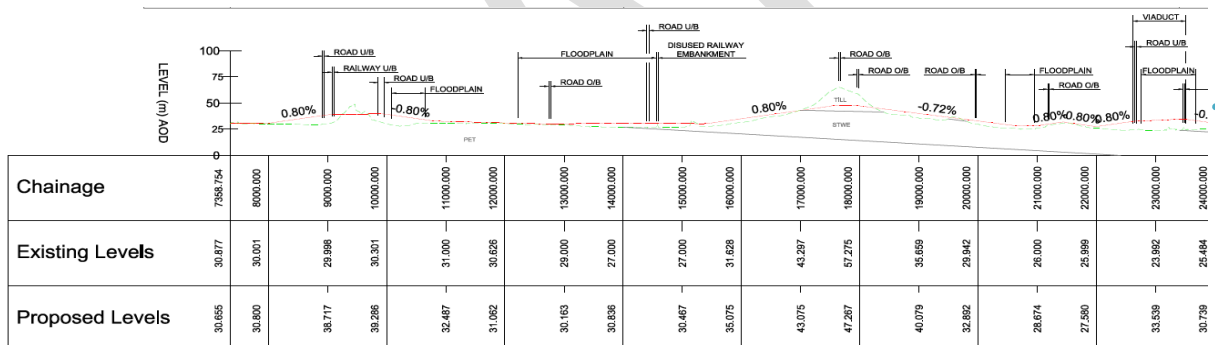 VIADUCT
ROAD U/B
ROAD U/B
DISUSED RAILWAY
EMBANKMENT
FLOODPLAIN
ROAD U/B
ROAD O/B
RAILWAY U/B
ROAD O/B
ROAD O/B
FLOODPLAIN
FLOODPLAIN
ROAD U/B
ROAD O/B
FLOODPLAIN
ROAD O/B
LEVEL (m) AOD
100
75
50
25
0
0.80%
-0.80%
0.80%
-0.72%
0.80%
-0.80%
0.80%
TILL
STWE
PET
Chainage 7358.754 8000.000 9000.000 10000.000 11000.000 12000.000 13000.000 14000.000 15000.000 16000.000 17000.000 18000.000 19000.000 20000.000 21000.000 22000.000 23000.000 24000.000
Existing Levels 30.877 30.001 29.998 30.301 31.000 30.626 29.000 27.000 27.000 31.628 43.297 57.275 35.659 29.942 26.000 25.999 23.992 25.484
Proposed Levels 30.655 30.800 38.717 39.286 32.487 31.062 30.163 30.836 30.467 35.075 43.075 47.267 40.079 32.892 28.674 27.580 33.539 30.739